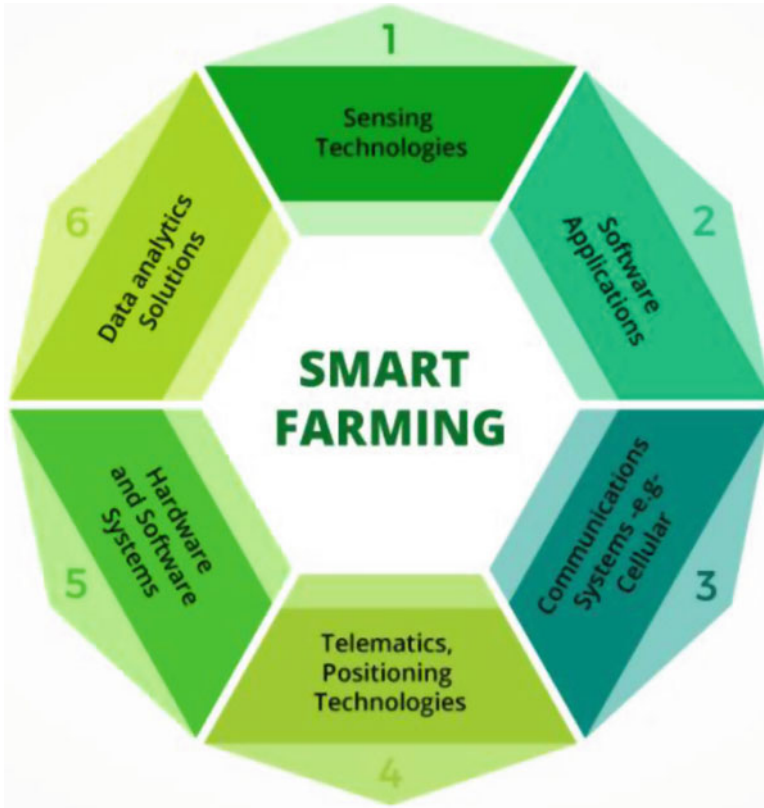 1
Sensing
Technologies
2
Software
Applications
3
Communications
Systems -e.g-
Cellular
4
Telematics,
Positioning
Technologies
5
Hardware
and Software
Systems
6
Data analytics
Solutions
SMART
FARMING